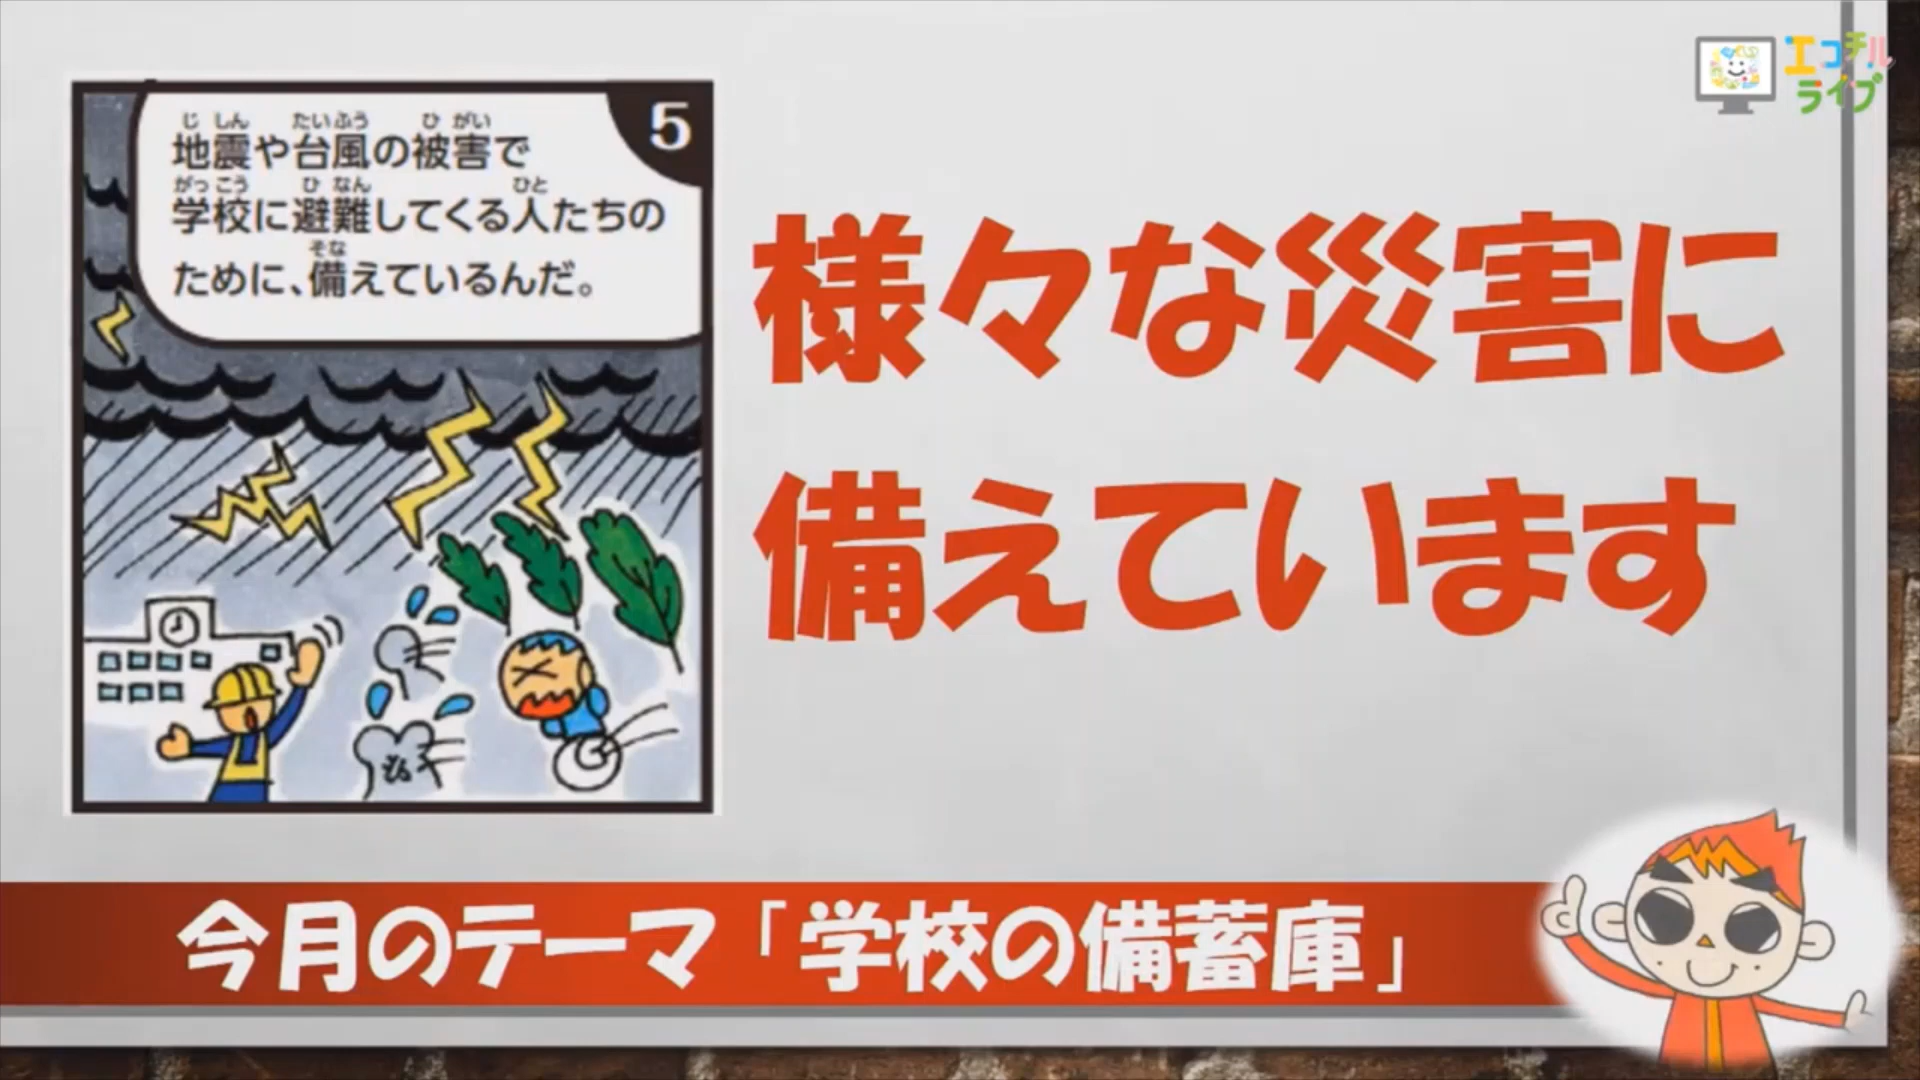 エコチル
ライブ
5
じしん たいふう ひがい
地震や台風の被害で
がっこう ひなん ひと
学校に避難してくる人たちの
そな
ために、備えているんだ。
様々な災害に
備えています
今月のテーマ「学校の備蓄庫」